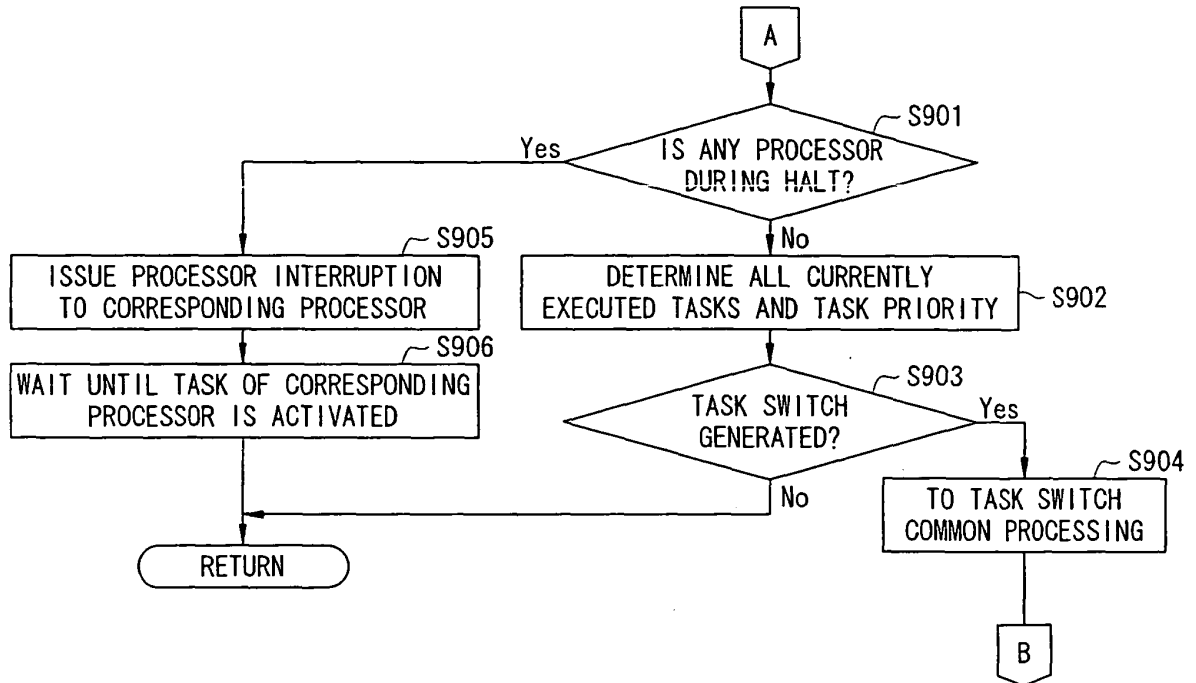 A
S901
IS ANY PROCESSOR
DURING HALT?
Yes
No
S905
ISSUE PROCESSOR INTERRUPTION
TO CORRESPONDING PROCESSOR
DETERMINE ALL CURRENTLY
EXECUTED TASKS AND TASK PRIORITY
S902
S906
WAIT UNTIL TASK OF CORRESPONDING
PROCESSOR IS ACTIVATED
S903
TASK SWITCH
GENERATED?
Yes
No
S904
TO TASK SWITCH
COMMON PROCESSING
RETURN
B